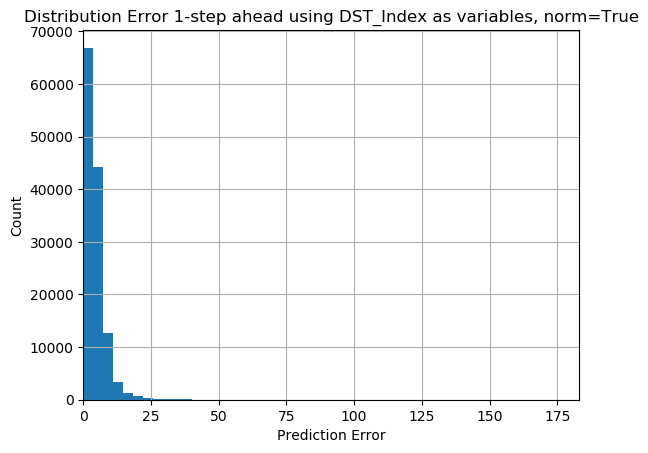 Distribution Error 1-step ahead using DST_Index as variables, norm=True
70000
60000
50000
40000
30000
20000
10000
0
Count
0 25 50 75 100 125 150 175
Prediction Error